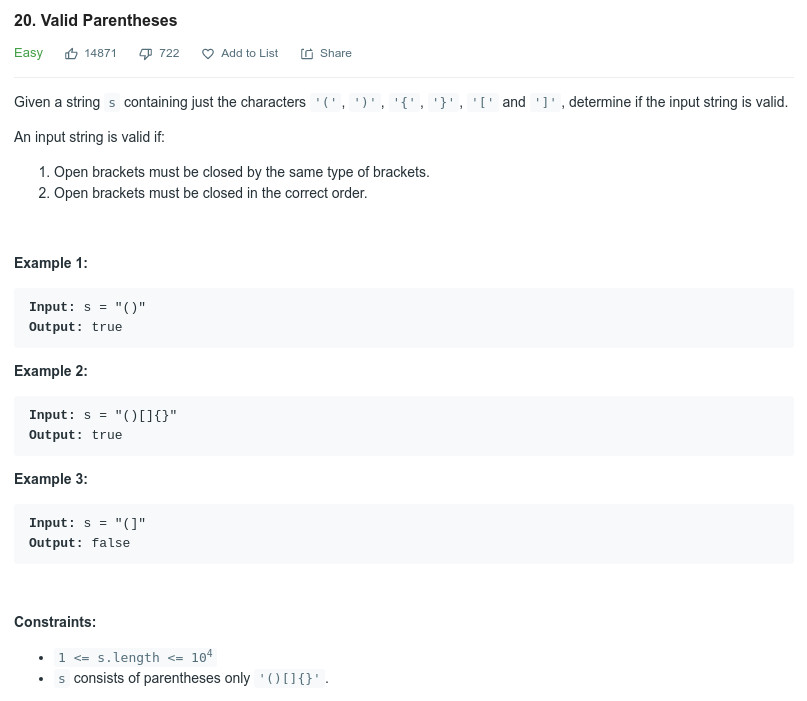 20. Valid Parentheses
Easy 14871 722 Add to List Share
Given a string s containing just the characters '(', ')', '{', '}', '[' and ']', determine if the input string is valid.
An input string is valid if:
1. Open brackets must be closed by the same type of brackets.
2. Open brackets must be closed in the correct order.
Example 1:
Input: s = "()"
Output: true
Example 2:
Input: s = "()[]{}"
Output: true
Example 3:
Input: s = "(]"
Output: false
Constraints:
• 1 <= s.length <= 10⁴
• s consists of parentheses only '()[]{}'.